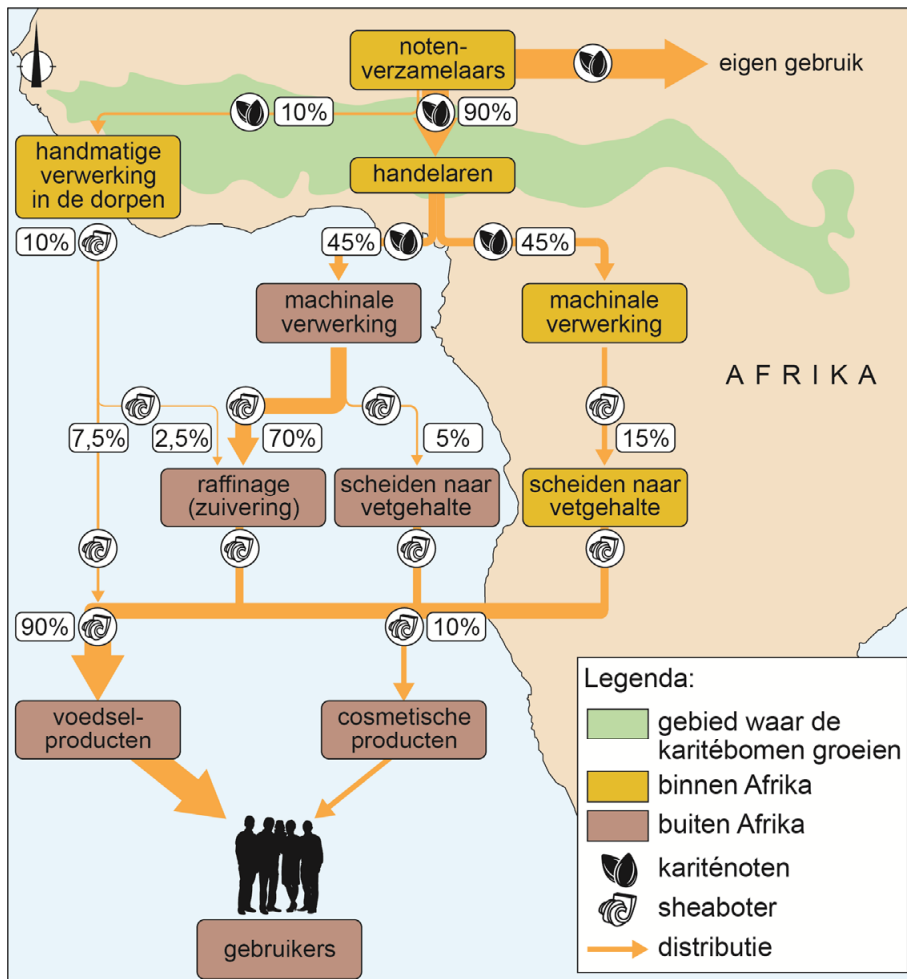 noten-
verzamelaars
eigen gebruik
10%
90%
handmatige
verwerking
in de dorpen
handelaren
10%
45%
45%
machinale
verwerking
machinale
verwerking
AFRIKA
7,5%
2,5%
70%
5%
15%
raffinage
(zuivering)
scheiden naar
vetgehalte
scheiden naar
vetgehalte
90%
10%
voedsel-
producten
cosmetische
producten
gebruikers
Legenda:
gebied waar de
karitébomen groeien
binnen Afrika
buiten Afrika
kariténoten
sheaboter
distributie